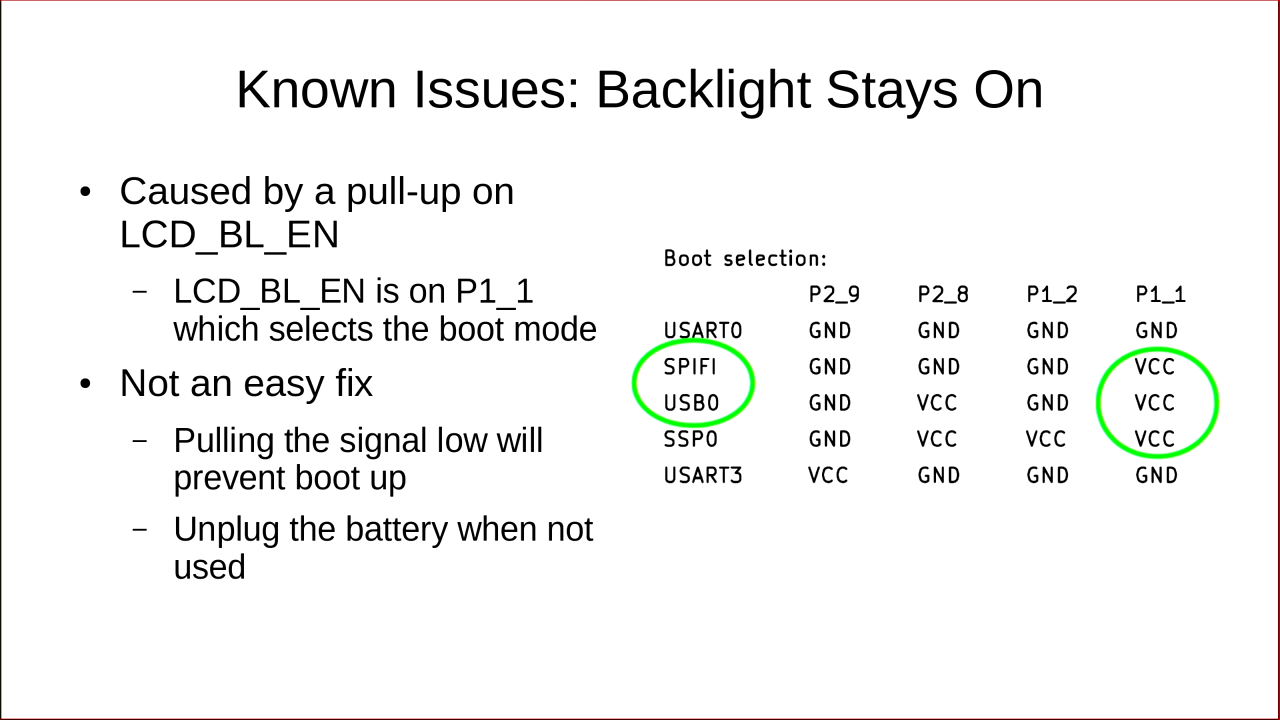 Known Issues: Backlight Stays On
• Caused by a pull-up on
LCD_BL_EN
– LCD_BL_EN is on P1_1
which selects the boot mode
• Not an easy fix
– Pulling the signal low will
prevent boot up
– Unplug the battery when not
used
Boot selection:
P2_9 P2_8 P1_2 P1_1
USART0 GND GND GND GND
SPIFI GND GND GND VCC
USB0 GND VCC GND VCC
SSP0 GND VCC VCC VCC
USART3 VCC GND GND GND